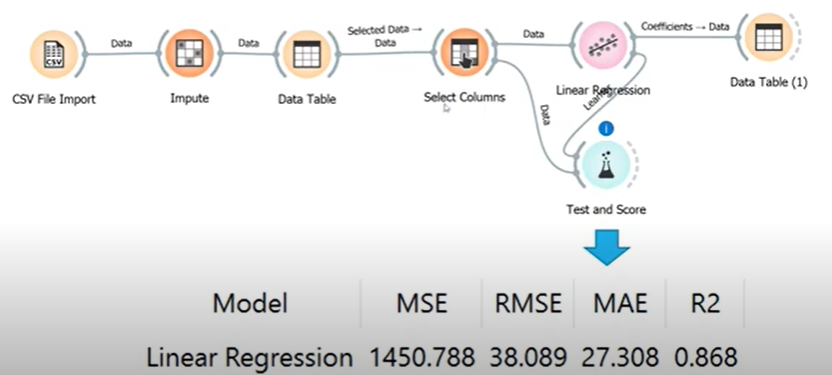 CSV
Data
Data
Selected Data → Data
Data
Coefficients → Data
CSV File Import
Impute
Data Table
Select Columns
Linear Regression
Data Table (1)
Data
i
Test and Score
Model MSE RMSE MAE R2
Linear Regression 1450.788 38.089 27.308 0.868